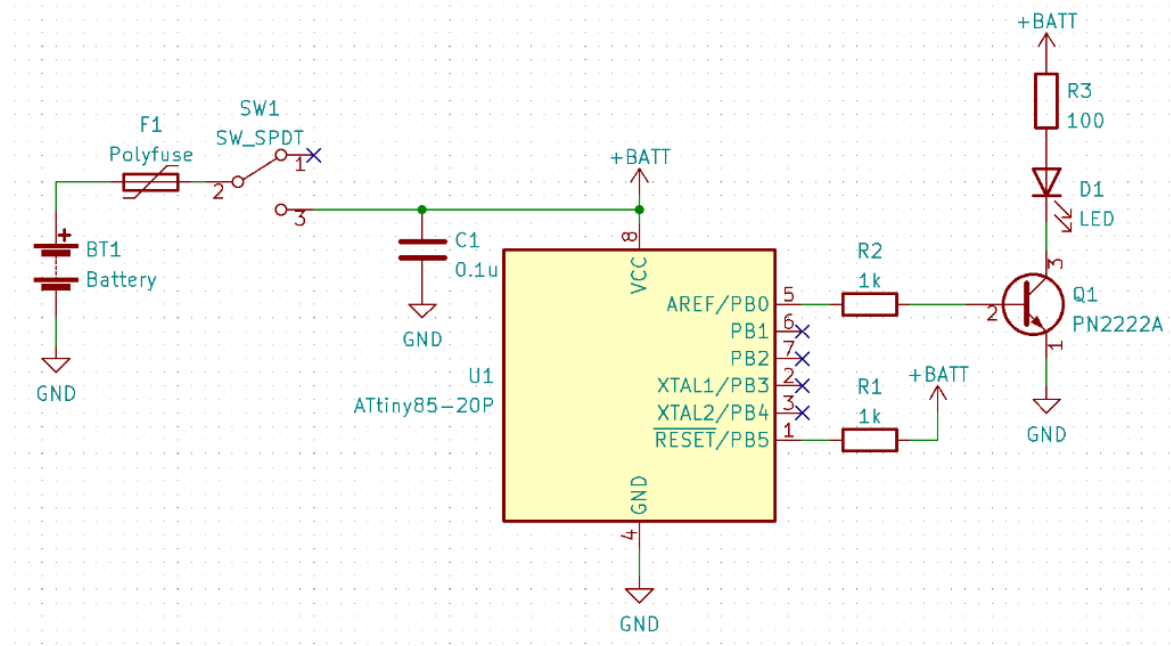 F1
Polyfuse
SW1
SW_SPDT
1
2
3
+
BT1
Battery
GND
C1
0.1u
GND
+BATT
8
VCC
U1
ATtiny85-20P
AREF/PB0
5
PB1
6
PB2
7
XTAL1/PB3
2
XTAL2/PB4
3
RESET/PB5
1
GND
4
GND
R2
1k
R1
1k
+BATT
+BATT
R3
100
D1
LED
3
2
Q1
PN2222A
1
GND